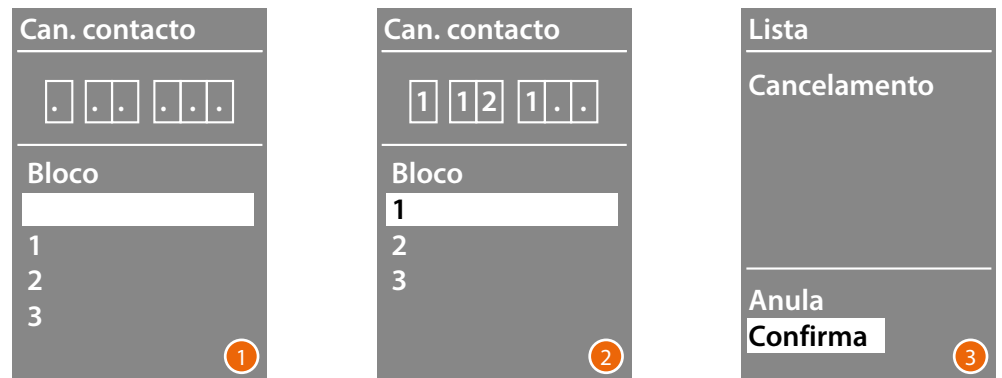 Can. contacto
. . . . . .
Bloco
1
2
3
1
Can. contacto
1 1 2 1 . .
Bloco
1
2
3
2
Lista
Cancelamento
Anula
Confirma
3